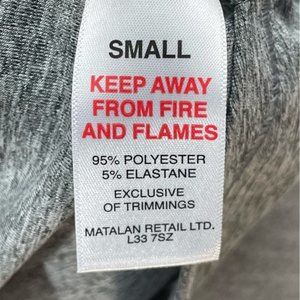 SMALL
KEEP AWAY
FROM FIRE
AND FLAMES
95% POLYESTER
5% ELASTANE
EXCLUSIVE
OF TRIMMINGS
MATALAN RETAIL LTD.
L33 7SZ